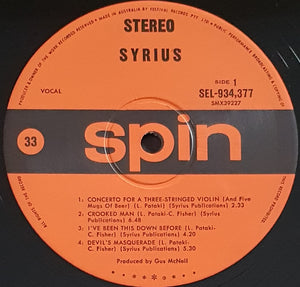 STEREO
MADE IN AUSTRALIA BY FESTIVAL RECORDS PTY. LTD.
SYRIUS
VOCAL
SIDE 1
SEL-934,377
SMX39227
33
spin
1: CONCERTO FOR A THREE-STRINGED VIOLIN (And Five
Mugs Of Beer) (L. Pataki) (Syrius Publications) 2.33
2: CROOKED MAN (L. Pataki-C. Fisher) (Syrius
Publications) 6.48
3: I'VE BEEN THIS DOWN BEFORE (L. Pataki-
C. Fisher) (Syrius Publications) 4.20
4: DEVIL'S MASQUERADE (L. Pataki-
C. Fisher) (Syrius Publications) 5.30
Produced by Gus McNeil